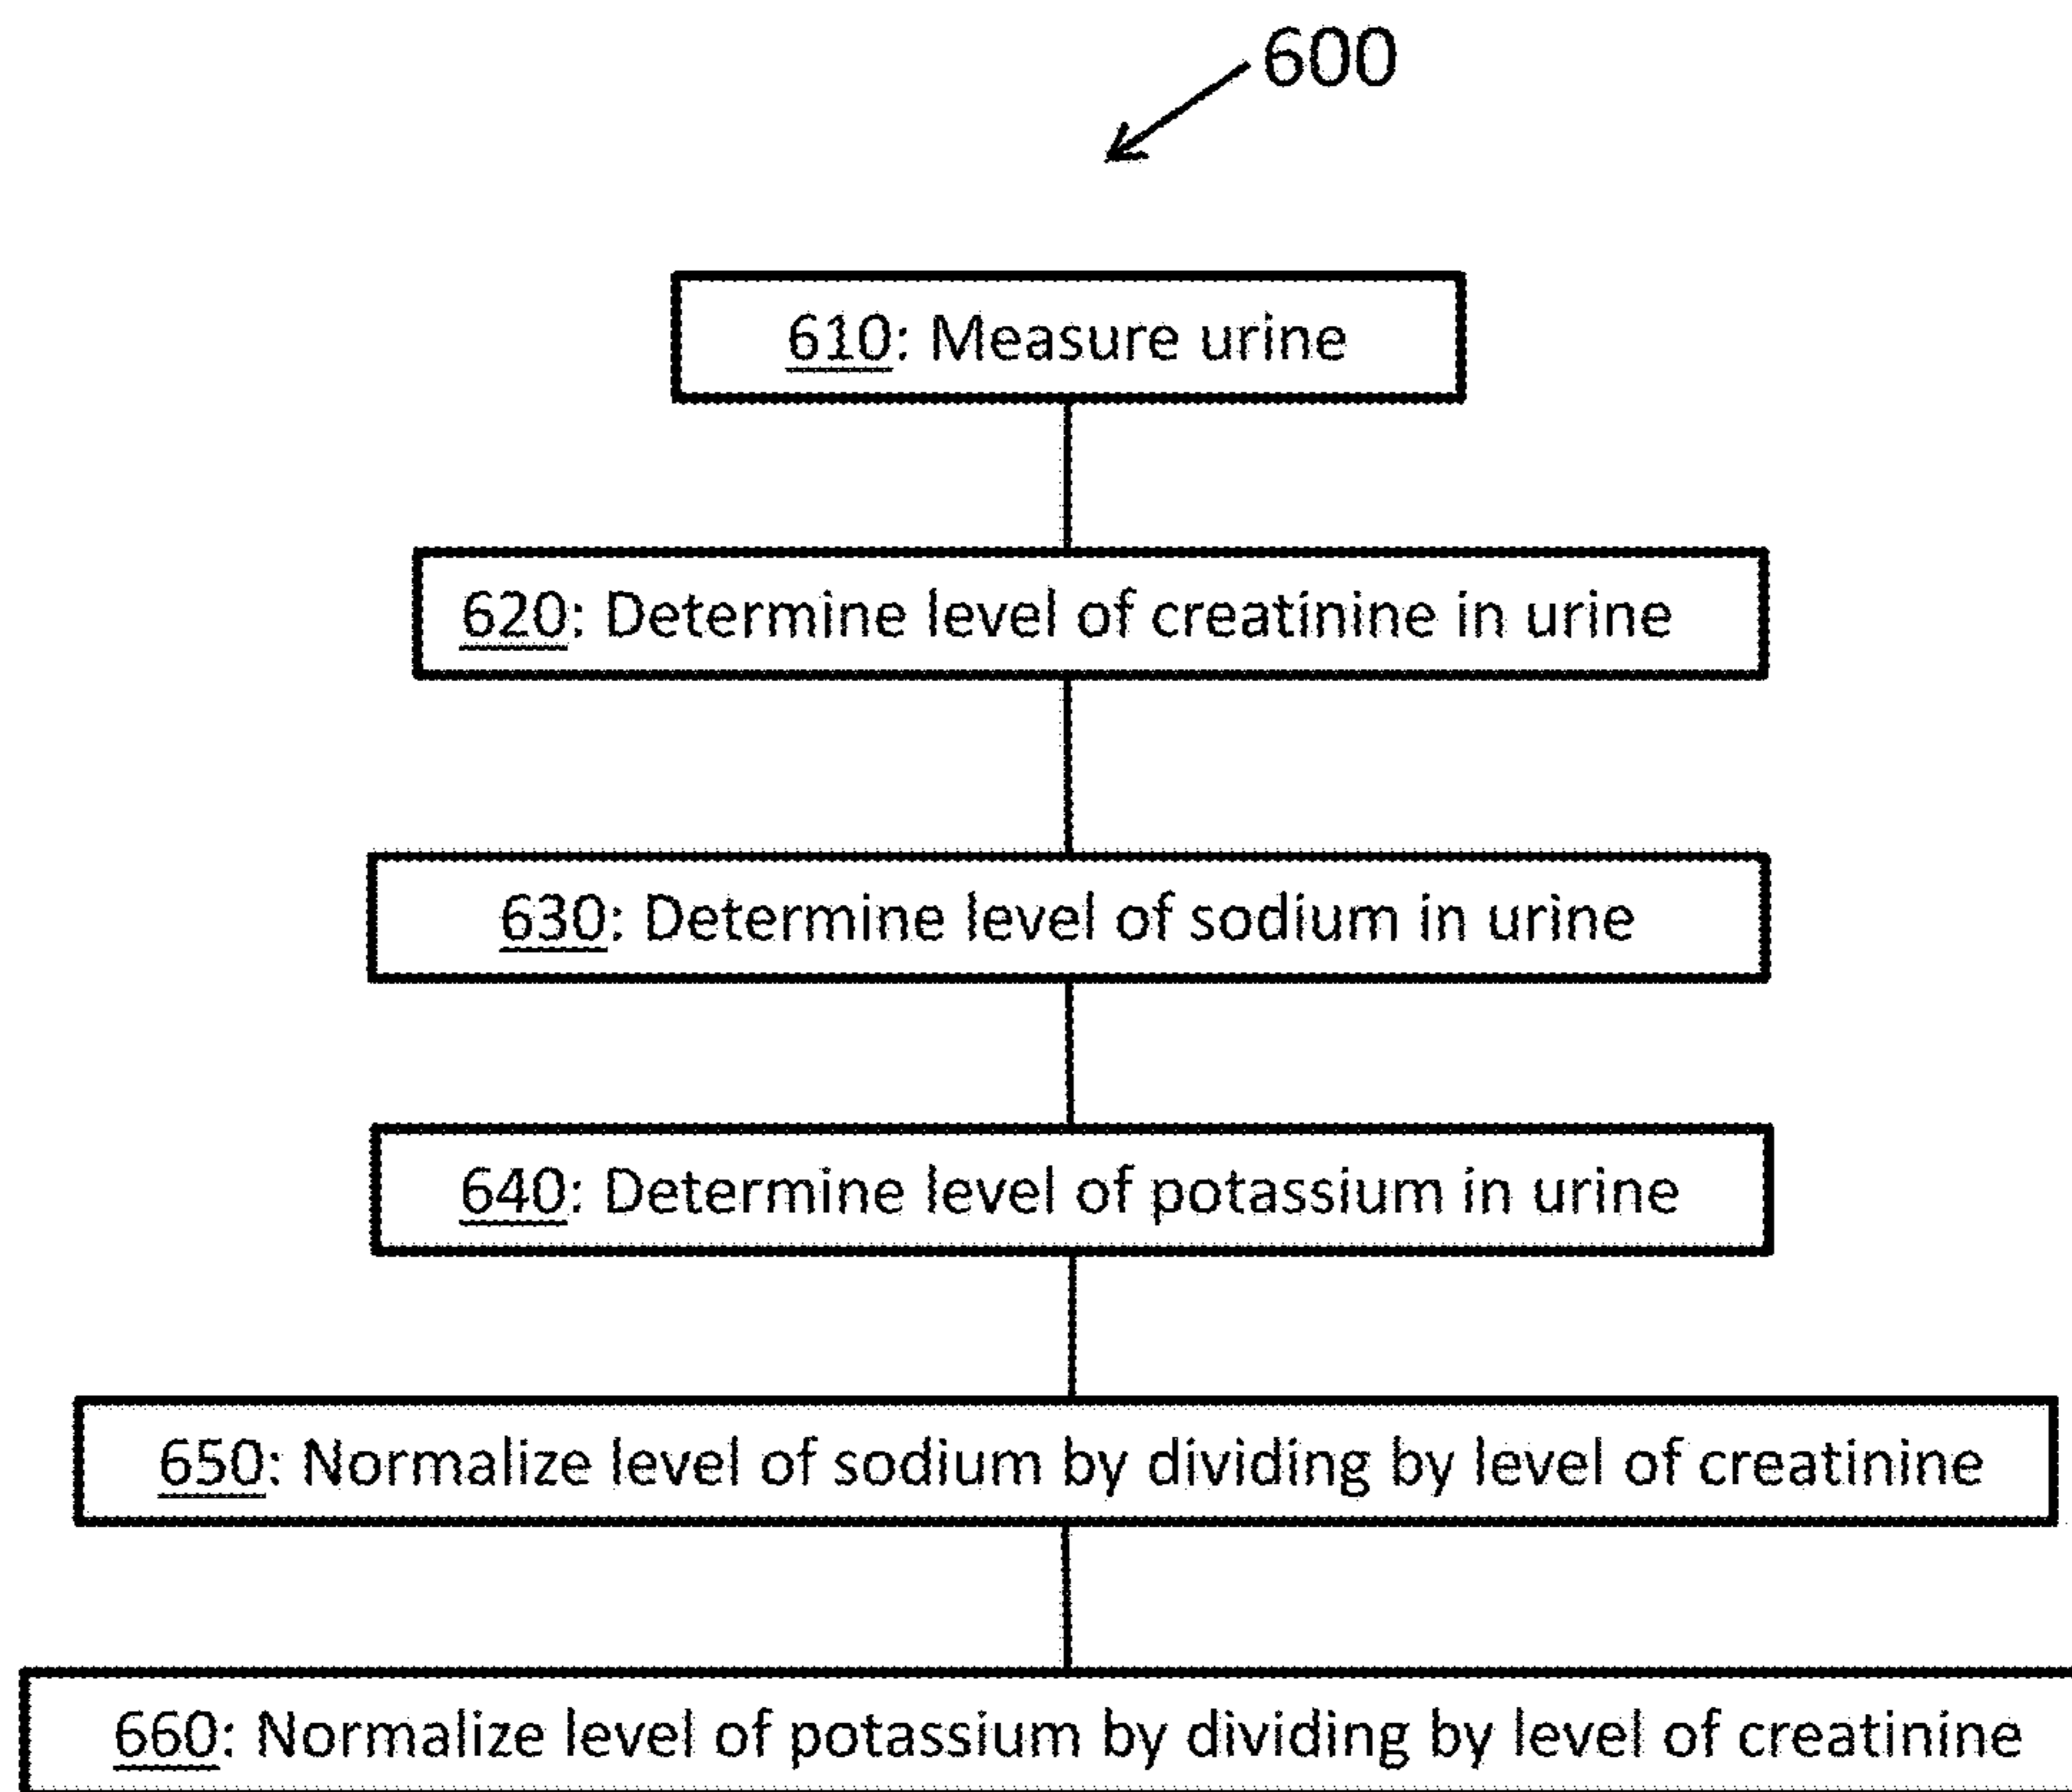 600
610: Measure urine
620: Determine level of creatinine in urine
630: Determine level of sodium in urine
640: Determine level of potassium in urine
650: Normalize level of sodium by dividing by level of creatinine
660: Normalize level of potassium by dividing by level of creatinine